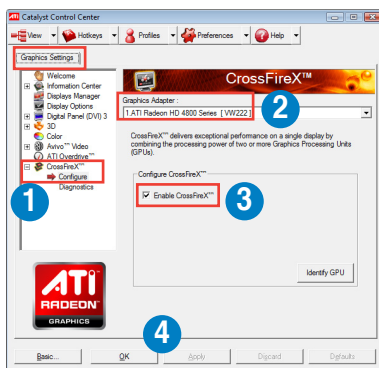 ATI Catalyst Control Center
View
Hotkeys
Profiles
Preferences
Help
Graphics Settings
Welcome
Information Center
Displays Manager
Display Options
Digital Panel (DVI) 3
3D
Color
Avivo™ Video
ATI Overdrive™
CrossFireX™
Configure
Diagnostics
1
CrossFireX™
Graphics Adapter :
1.ATI Radeon HD 4800 Series [ VW222 ]
2
CrossFireX™ delivers exceptional performance on a single display by
combining the processing power of two or more Graphics Processing Units
(GPUs).
Configure CrossFireX™
Enable CrossFireX™
3
Identify GPU
ATI
RADEON
GRAPHICS
4
Basic...
OK
Apply
Discard
Defaults